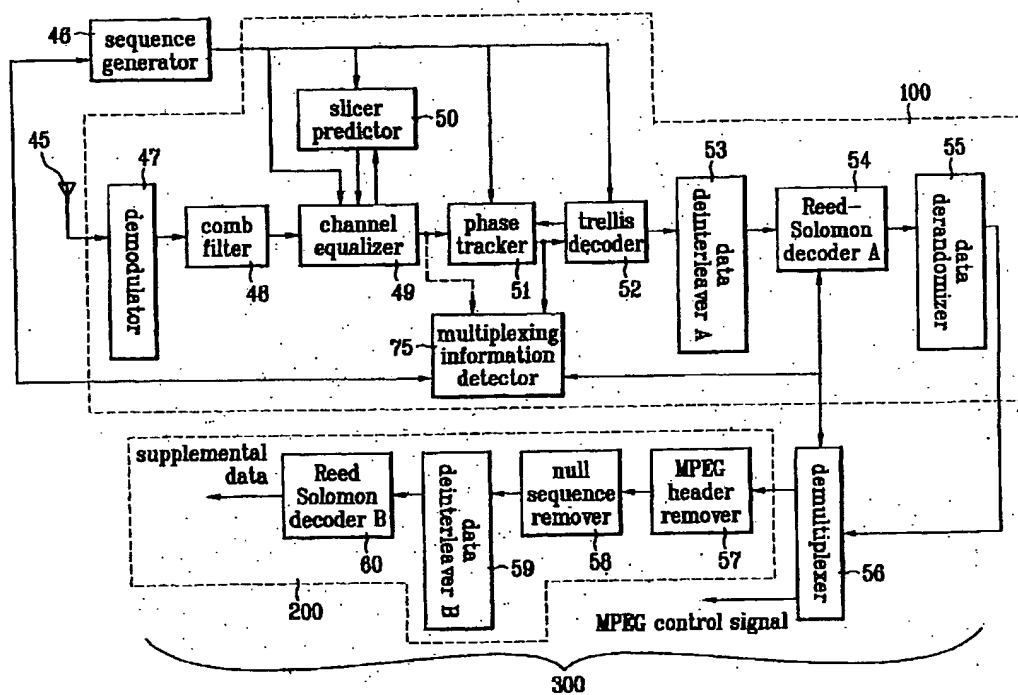 46
sequence
generator
45
47
demodulator
comb
filter
48
slicer
predictor
50
channel
equalizer
49
phase
tracker
51
trellis
decoder
52
53
data
deinterleaver A
54
Reed-
Solomon
decoder A
55
data
derandomizer
100
75
multiplexing
information
detector
supplemental
data
Reed
Solomon
decoder B
60
data
deinterleaver B
59
null
sequence
remover
58
MPEG
header
remover
57
demultiplexer
56
200
MPEG control signal
300